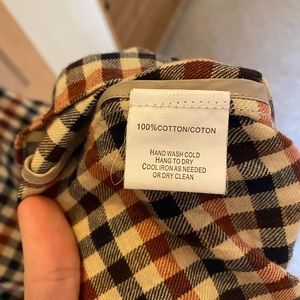 100%COTTON/COTON
HAND WASH COLD
HANG TO DRY
COOL IRON AS NEEDED
OR DRY CLEAN